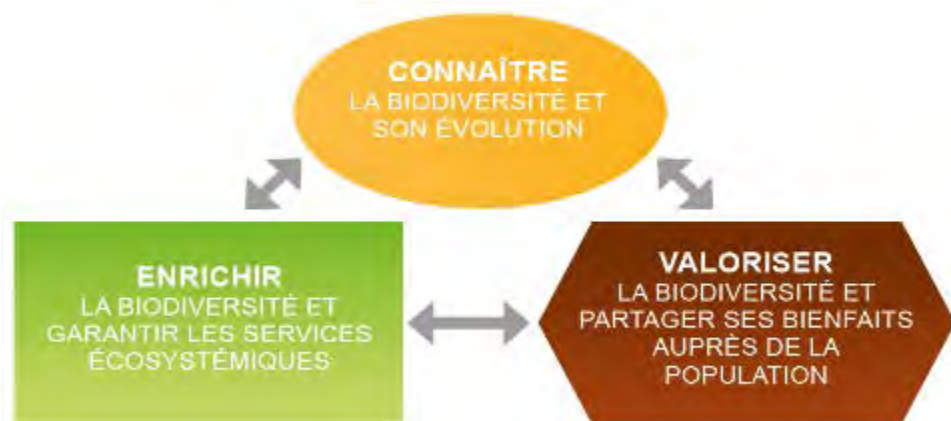 CONNAÎTRE
LA BIODIVERSITÉ ET
SON ÉVOLUTION
ENRICHIR
LA BIODIVERSITÉ ET
GARANTIR LES SERVICES
ÉCOSYSTÉMIQUES
VALORISER
LA BIODIVERSITÉ ET
PARTAGER SES BIENFAITS
AUPRÈS DE LA
POPULATION